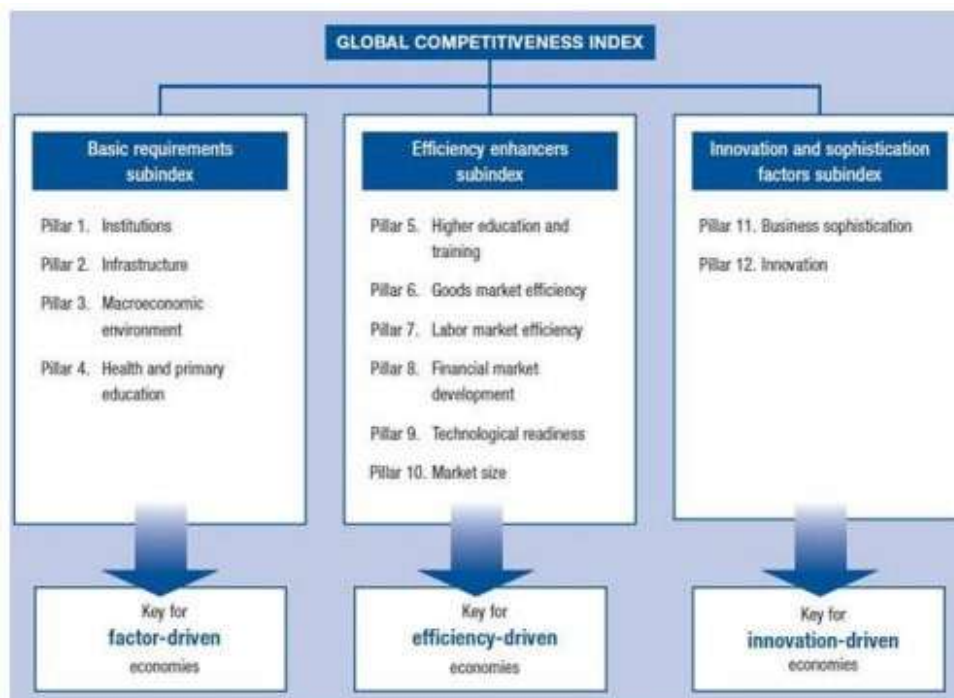 GLOBAL COMPETITIVENESS INDEX
Basic requirements
subindex
Pillar 1. Institutions
Pillar 2. Infrastructure
Pillar 3. Macroeconomic
environment
Pillar 4. Health and primary
education
Key for
factor-driven
economies
Efficiency enhancers
subindex
Pillar 5. Higher education and
training
Pillar 6. Goods market efficiency
Pillar 7. Labor market efficiency
Pillar 8. Financial market
development
Pillar 9. Technological readiness
Pillar 10. Market size
Key for
efficiency-driven
economies
Innovation and sophistication
factors subindex
Pillar 11. Business sophistication
Pillar 12. Innovation
Key for
innovation-driven
economies